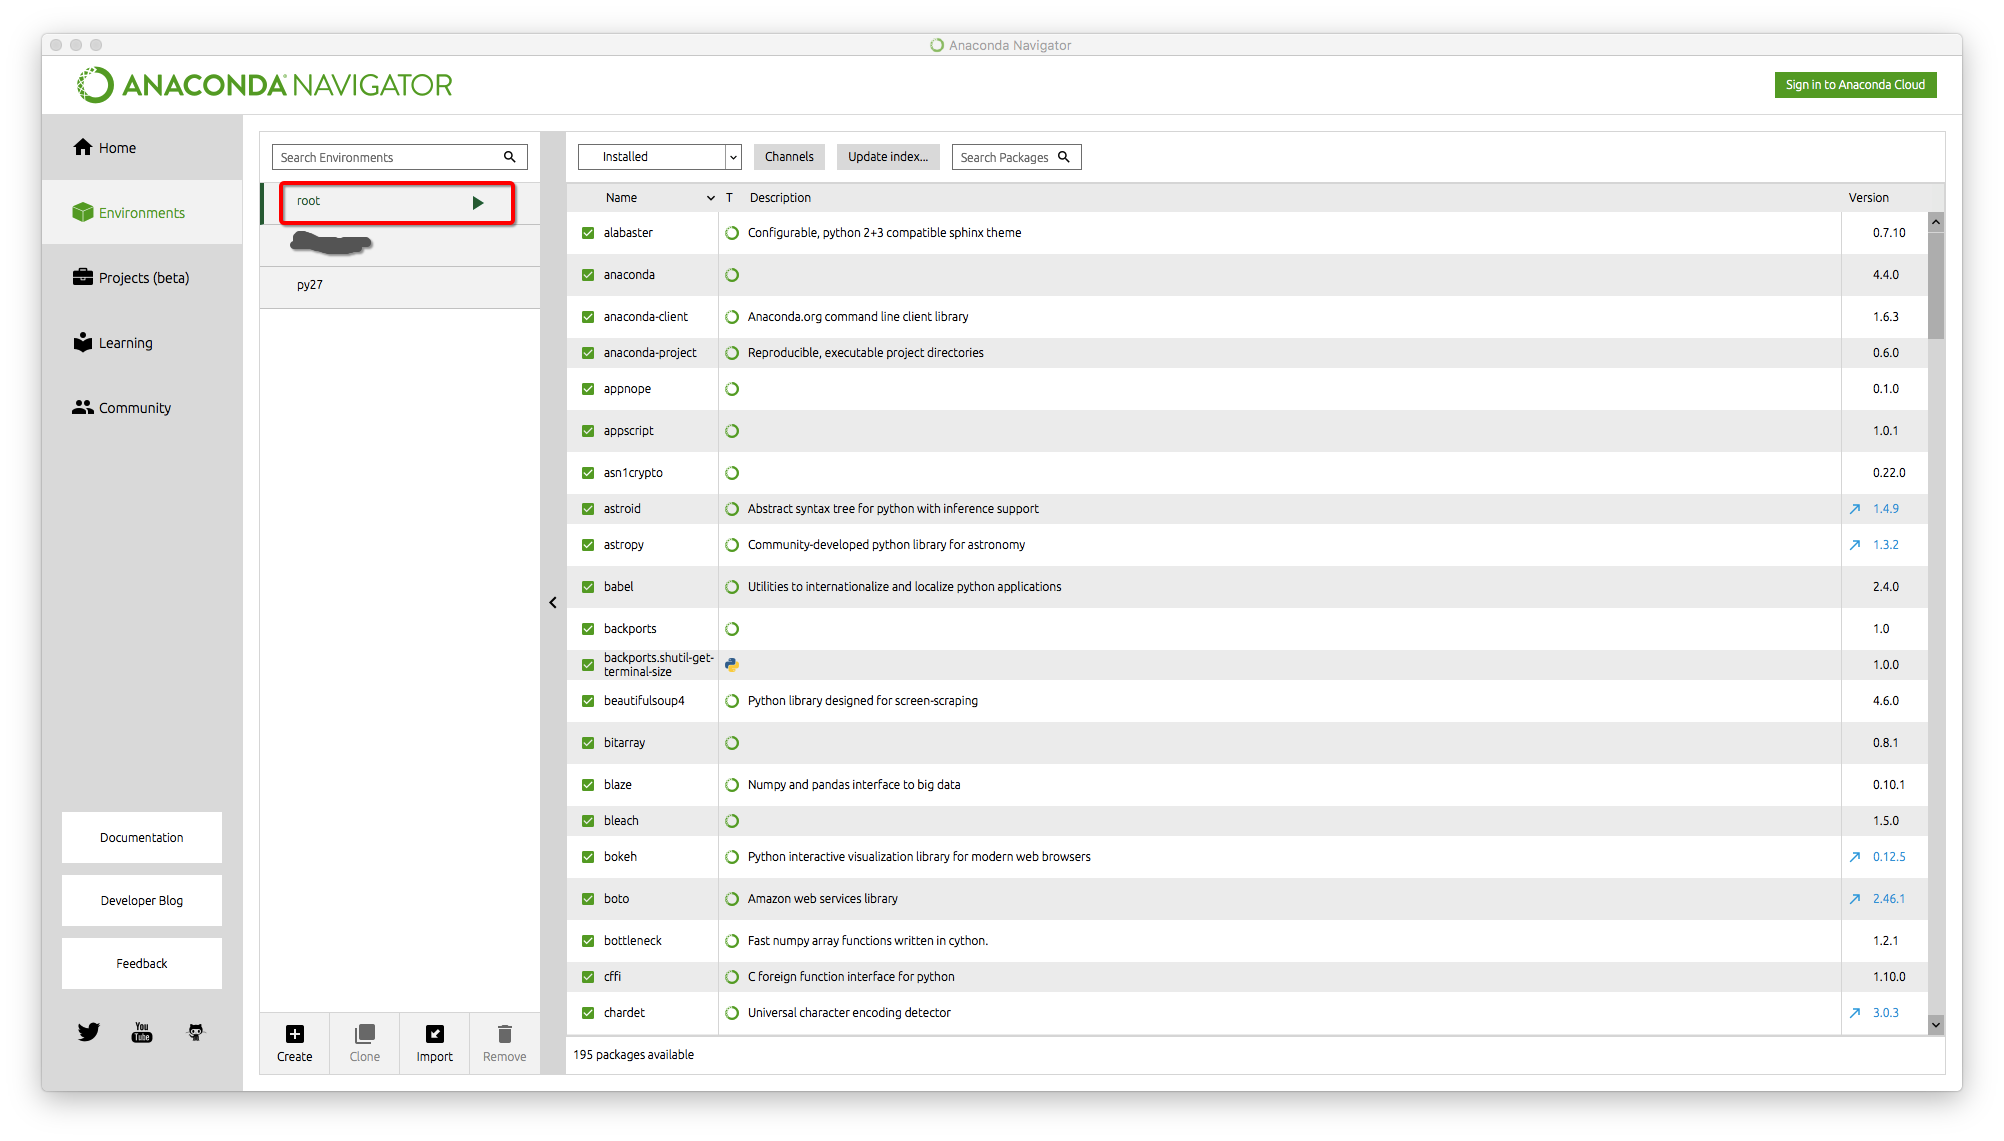 Anaconda Navigator
ANACONDA NAVIGATOR
Sign in to Anaconda Cloud
Home
Environments
Projects (beta)
Learning
Community
Documentation
Developer Blog
Feedback
You
Tube
Search Environments
root
py27
Create
Clone
Import
Remove
Installed
Channels
Update index...
Search Packages
Name T Description Version
alabaster Configurable, python 2+3 compatible sphinx theme 0.7.10
anaconda 4.4.0
anaconda-client Anaconda.org command line client library 1.6.3
anaconda-project Reproducible, executable project directories 0.6.0
appnope 0.1.0
appscript 1.0.1
asn1crypto 0.22.0
astroid Abstract syntax tree for python with inference support 1.4.9
astropy Community-developed python library for astronomy 1.3.2
babel Utilities to internationalize and localize python applications 2.4.0
backports 1.0
backports.shutil-get-
terminal-size 1.0.0
beautifulsoup4 Python library designed for screen-scraping 4.6.0
bitarray 0.8.1
blaze Numpy and pandas interface to big data 0.10.1
bleach 1.5.0
bokeh Python interactive visualization library for modern web browsers 0.12.5
boto Amazon web services library 2.46.1
bottleneck Fast numpy array functions written in cython. 1.2.1
cffi C foreign function interface for python 1.10.0
chardet Universal character encoding detector 3.0.3
195 packages available